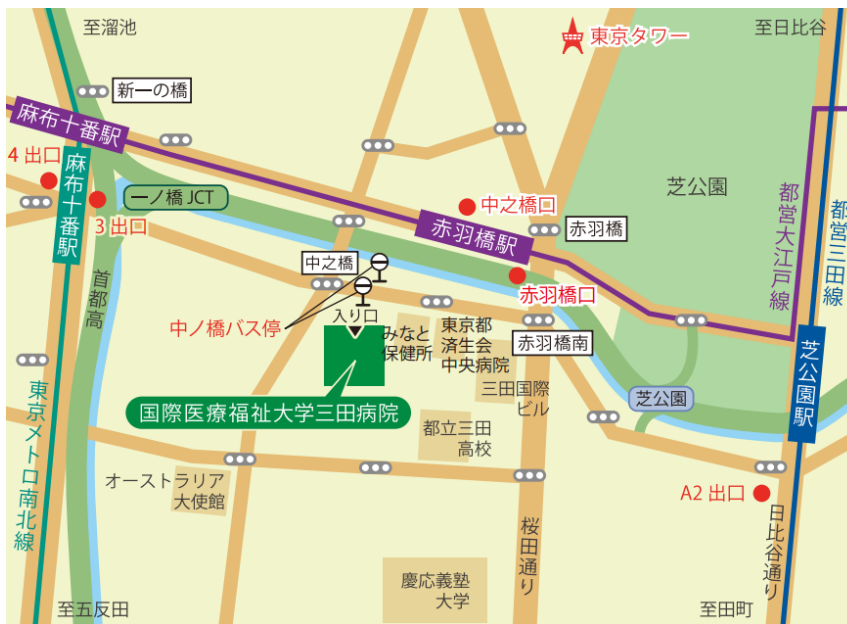 至溜池
東京タワー
至日比谷
新一の橋
麻布十番駅
4出口
麻布十番駅
一ノ橋 JCT
3出口
中之橋口
赤羽橋
芝公園
都営大江戸線
都営三田線
赤羽橋駅
首都高
中之橋
赤羽橋口
中ノ橋バス停
入り口
みなと
保健所
東京都
済生会
中央病院
赤羽橋南
芝公園駅
三田国際
ビル
芝公園
国際医療福祉大学三田病院
都立三田
高校
東京メトロ南北線
オーストラリア
大使館
A2出口
桜田通り
日比谷通り
慶応義塾
大学
至五反田
至田町